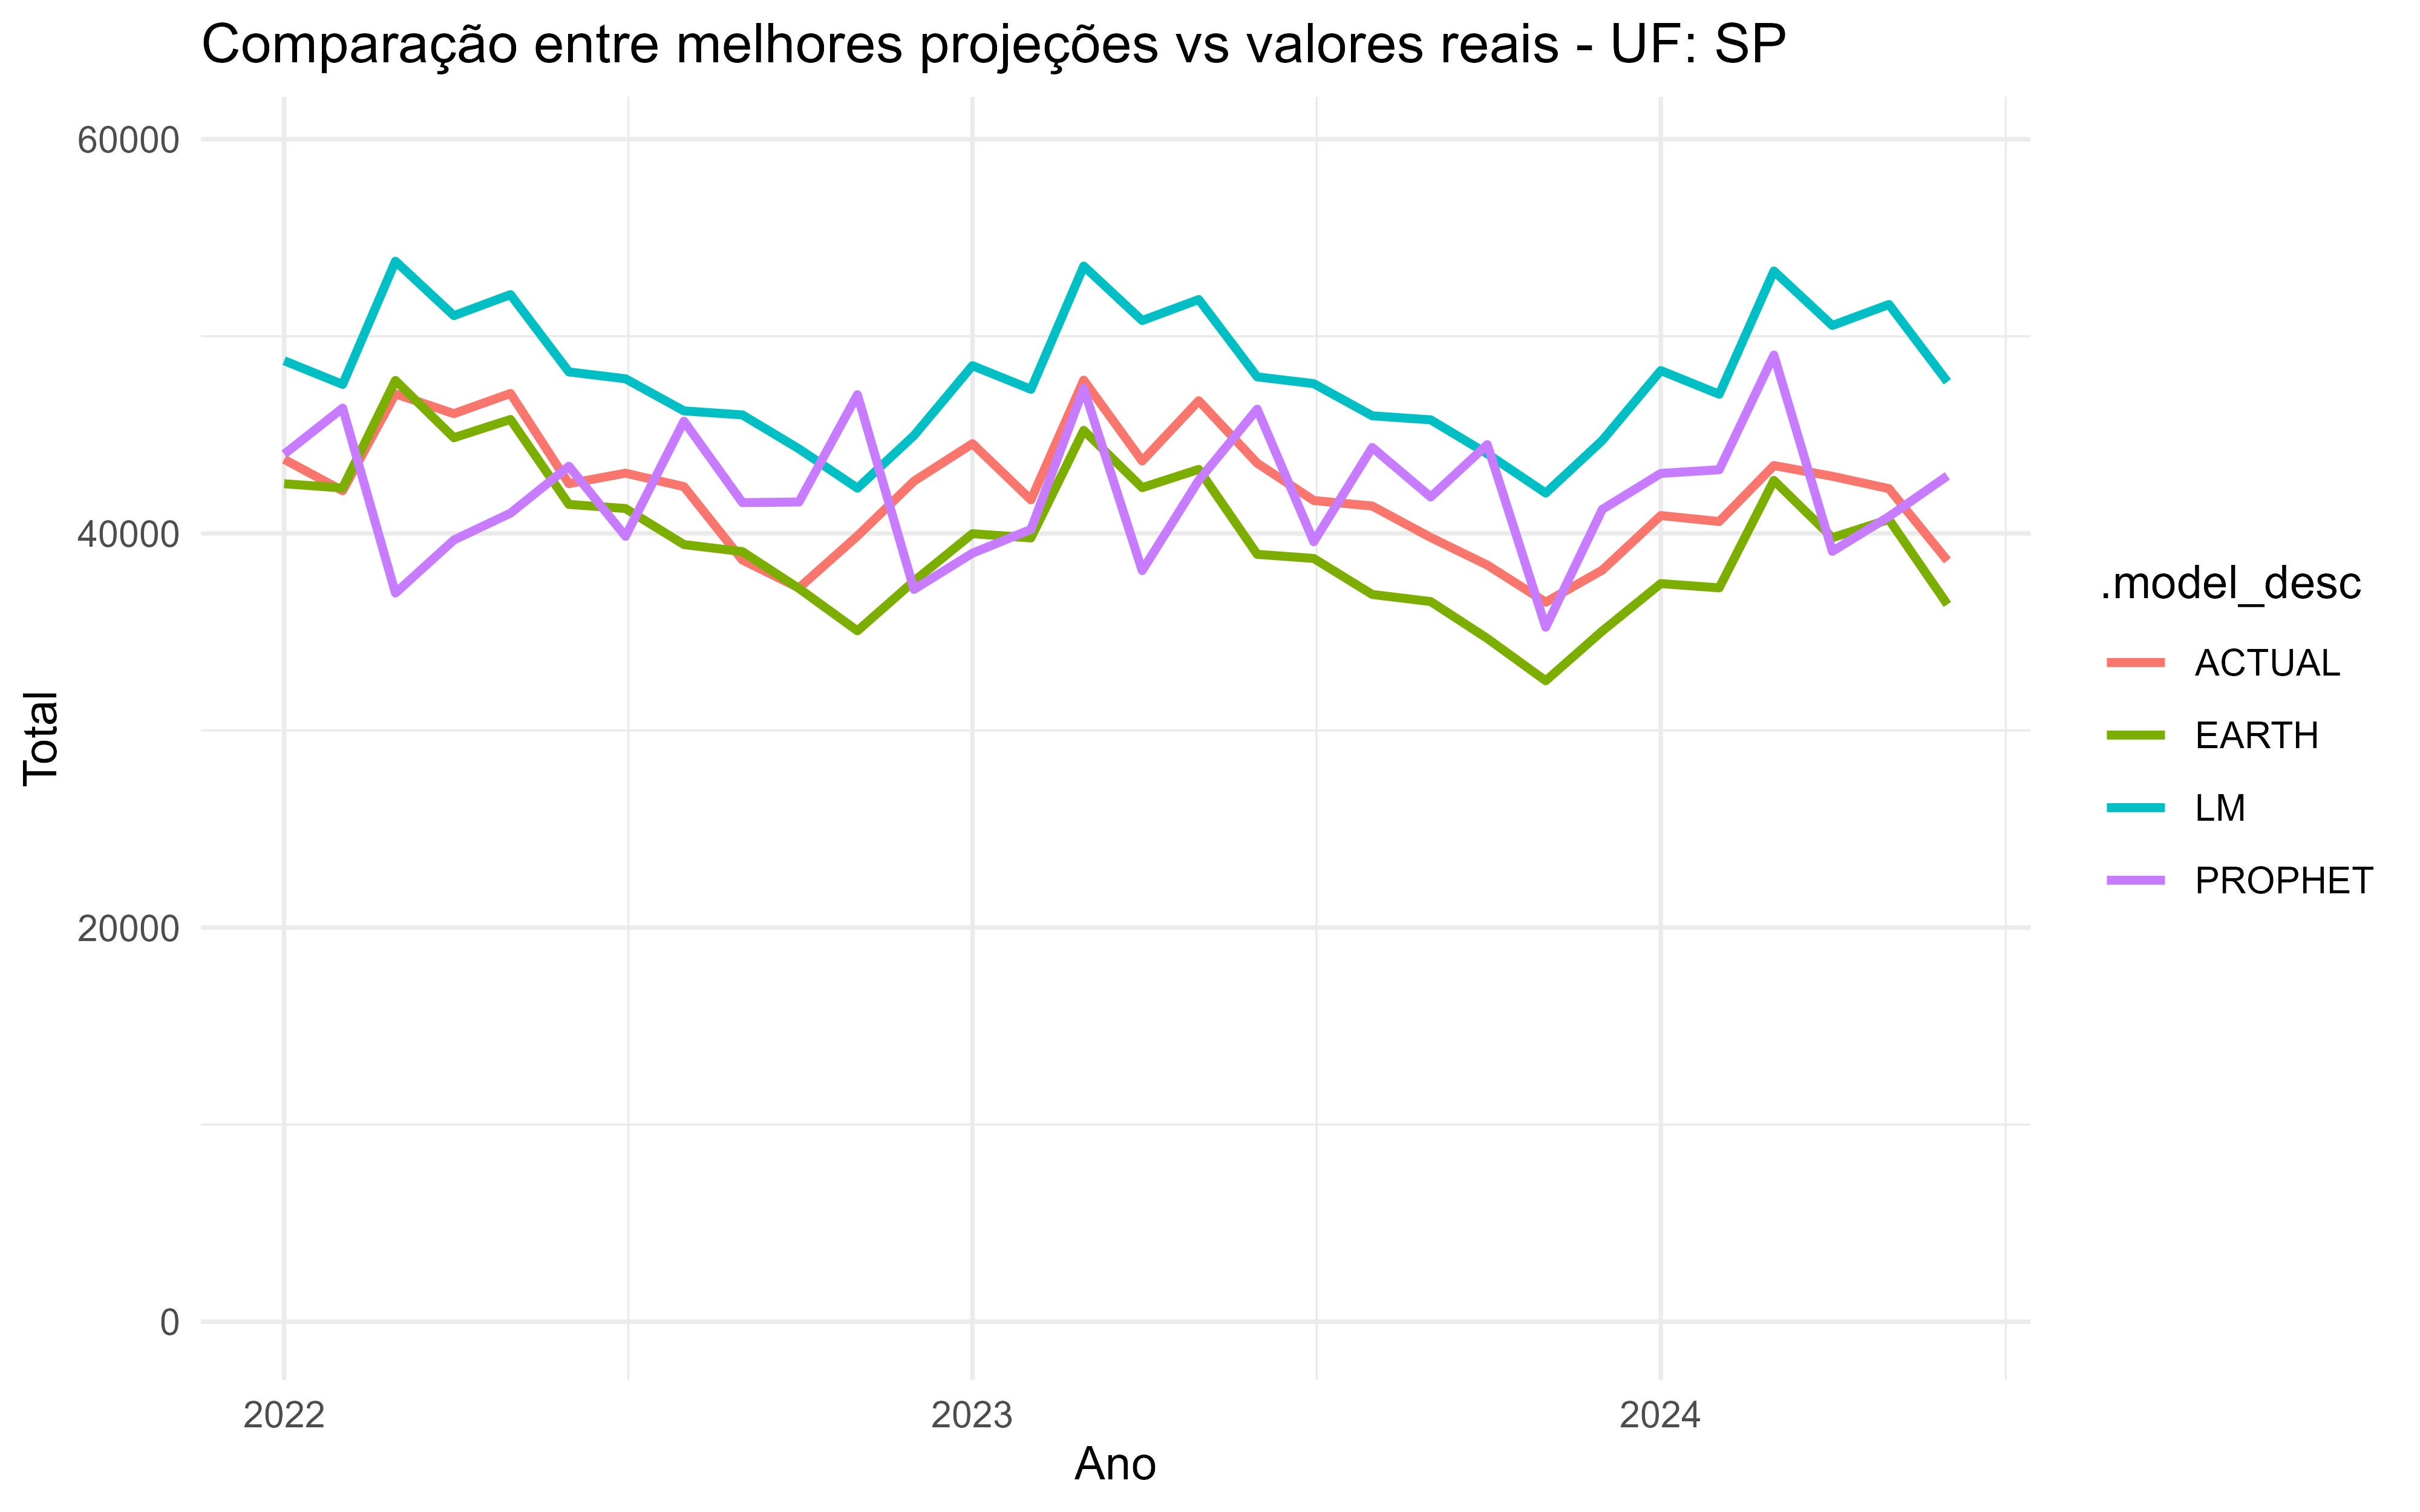 Comparação entre melhores projeções vs valores reais - UF: SP
60000
40000
20000
0
Total
2022
2023
2024
Ano
.model_desc
ACTUAL
EARTH
LM
PROPHET